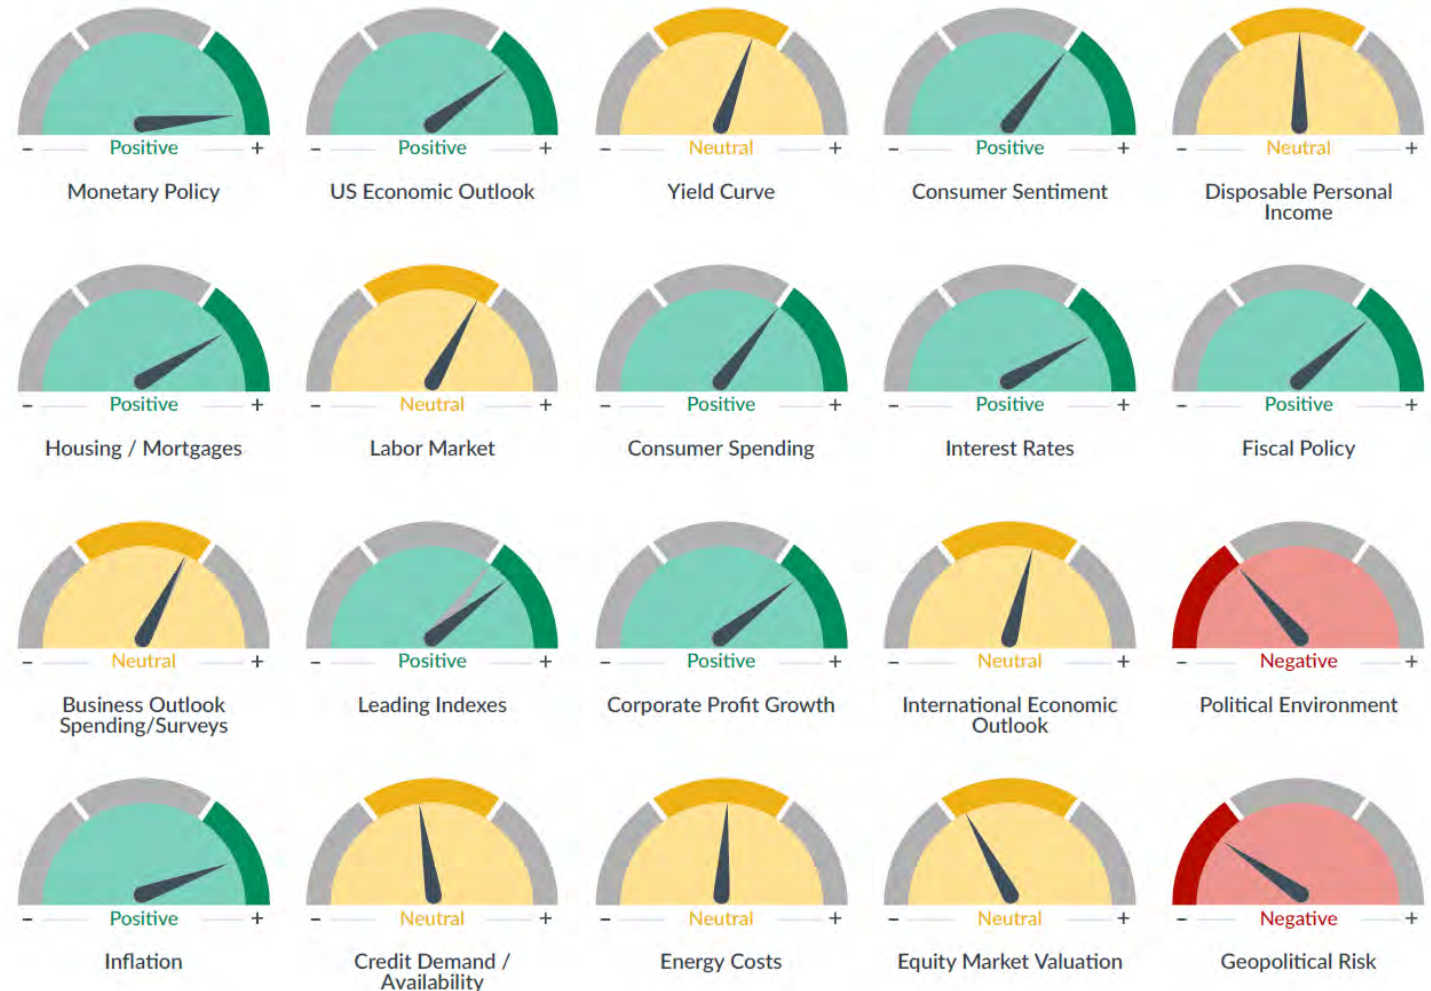 - Positive +
Monetary Policy
- Positive +
US Economic Outlook
- Neutral +
Yield Curve
- Positive +
Consumer Sentiment
- Neutral +
Disposable Personal
Income
- Positive +
Housing / Mortgages
- Neutral +
Labor Market
- Positive +
Consumer Spending
- Positive +
Interest Rates
- Positive +
Fiscal Policy
- Neutral +
Business Outlook
Spending/Surveys
- Positive +
Leading Indexes
- Positive +
Corporate Profit Growth
- Neutral +
International Economic
Outlook
- Negative +
Political Environment
- Positive +
Inflation
- Neutral +
Credit Demand /
Availability
- Neutral +
Energy Costs
- Neutral +
Equity Market Valuation
- Negative +
Geopolitical Risk